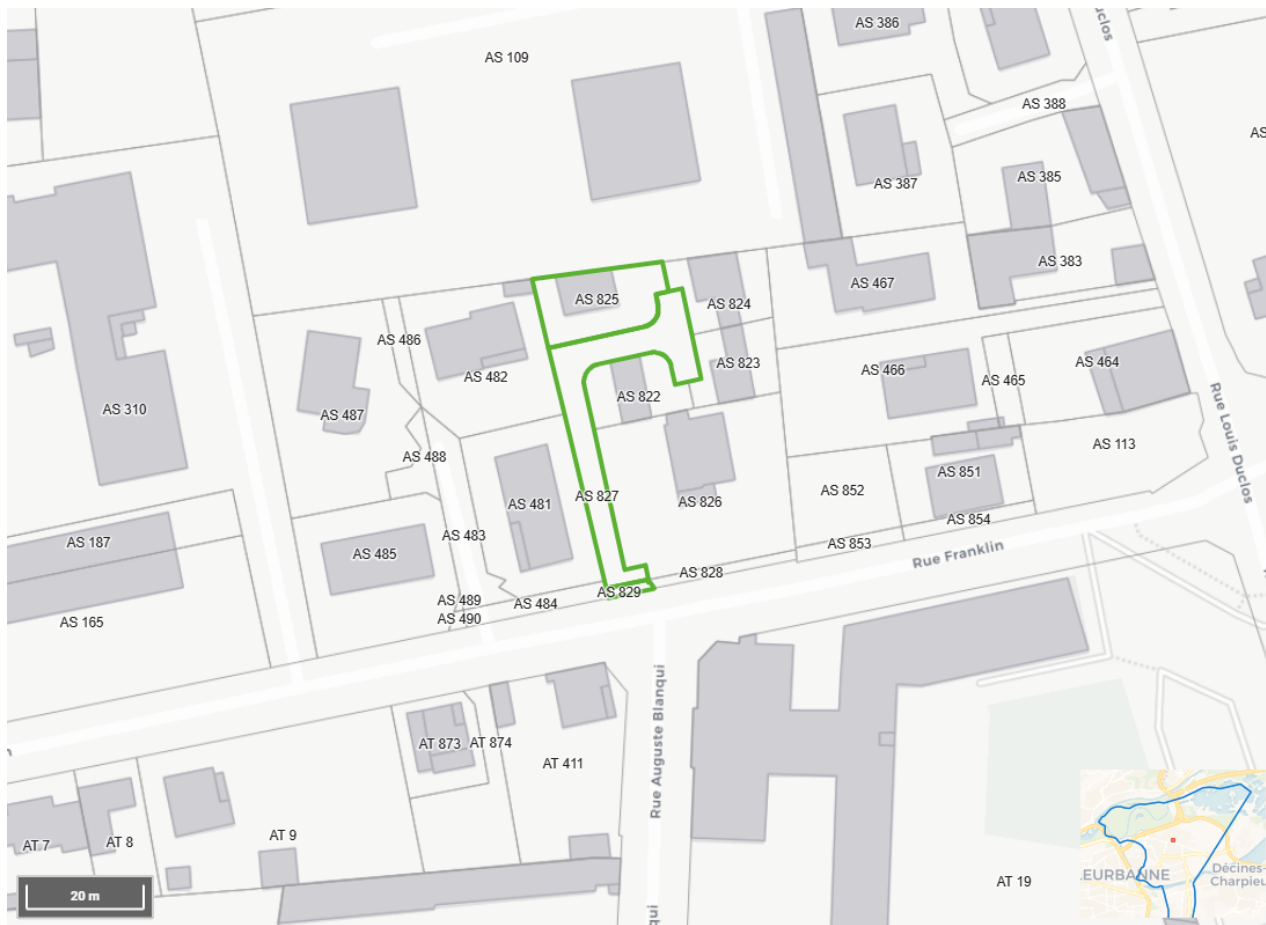 AS 386
uclos
AS 109
AS 388
AS
AS 387
AS 385
AS 383
AS 467
AS 825
AS 824
AS 486
AS 482
AS 823
AS 466
AS 465
AS 464
AS 822
AS 310
AS 487
Rue Louis Duclos
AS 113
AS 488
AS 851
AS 852
AS 827
AS 826
AS 481
AS 854
AS 187
AS 483
AS 853
Rue Franklin
AS 485
AS 828
AS 829
AS 489
AS 484
AS 490
AS 165
Rue Auguste Blanqui
AT 873
AT 874
AT 411
AT 7
AT 8
AT 9
AT 19
LEURBANNE
Décines-
Charpieu
20 m
qui